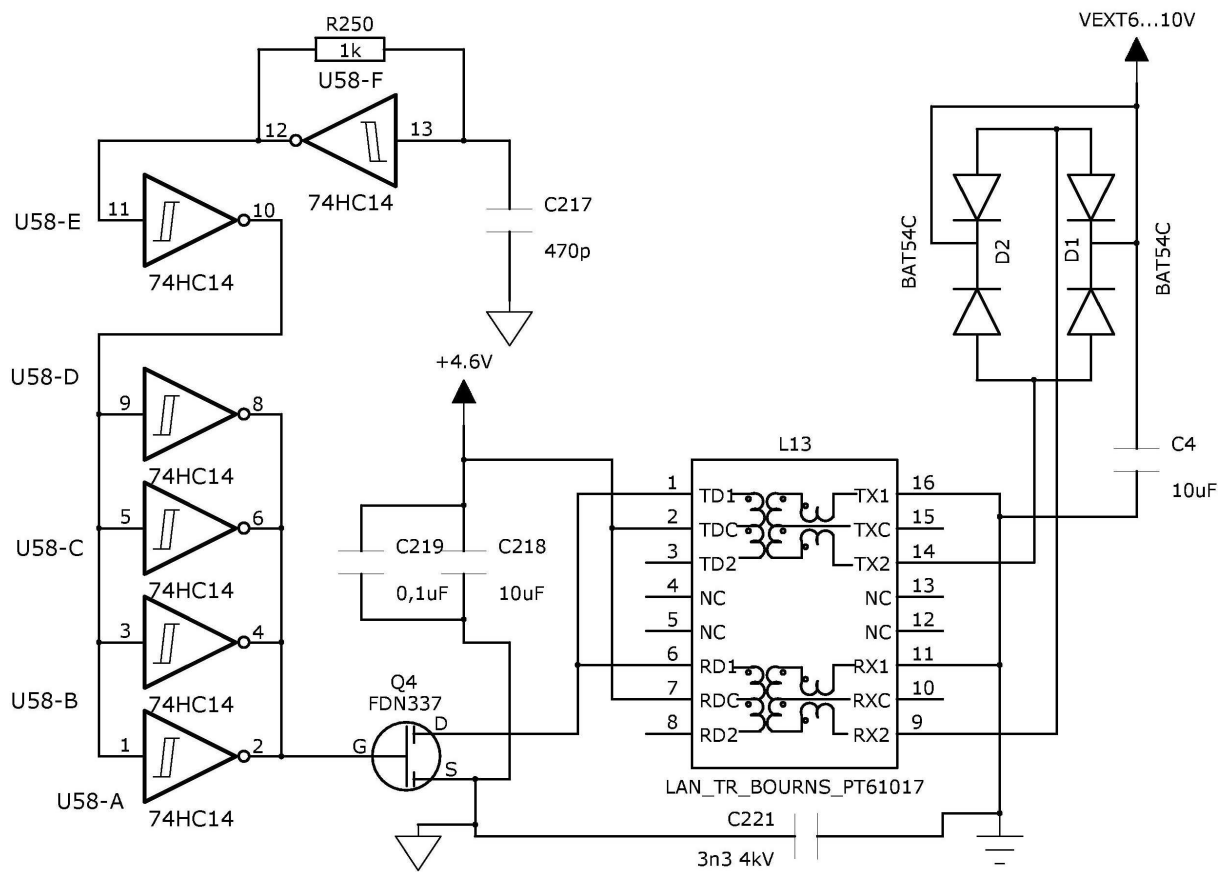 R250
1k
U58-F
12
13
74HC14
C217
470p
U58-E
11
10
74HC14
VEXT6...10V
BAT54C
D2
D1
BAT54C
C4
10uF
U58-D
9
8
74HC14
5
6
U58-C
74HC14
3
4
U58-B
74HC14
1
2
U58-A
74HC14
+4.6V
C219
0,1uF
C218
10uF
Q4
FDN337
G
D
S
L13
1 TD1 TX1 16
2 TDC TXC 15
3 TD2 TX2 14
4 NC NC 13
5 NC NC 12
6 RD1 RX1 11
7 RDC RXC 10
8 RD2 RX2 9
LAN_TR_BOURNS_PT61017
C221
3n3 4kV